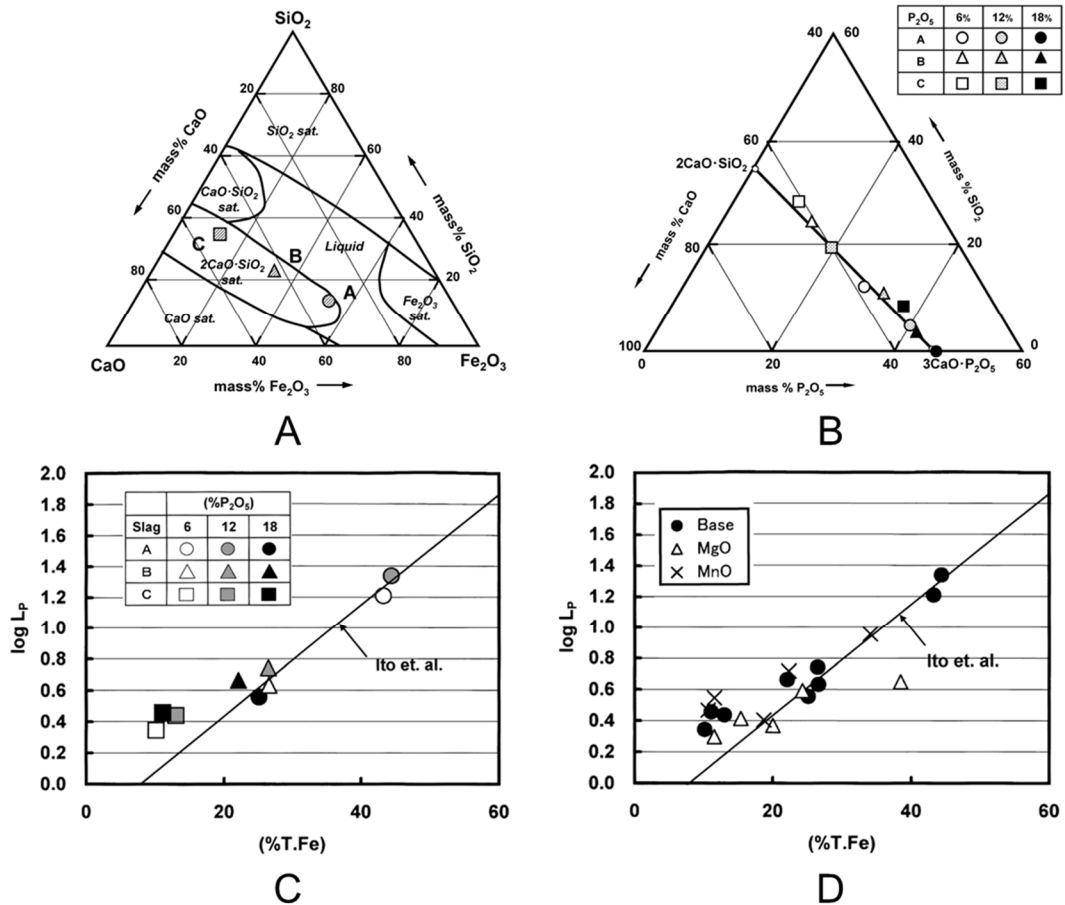 SiO₂
20
80
mass% CaO
SiO₂ sat.
40
60
mass% SiO₂
CaO·SiO₂
sat.
60
40
C
B
Liquid
80
2CaO·SiO₂
sat.
A
20
CaO sat.
Fe₂O₃
sat.
CaO
20
40
60
80
Fe₂O₃
mass% Fe₂O₃
A
P₂O₅ 6% 12% 18%
A
B
C
40 60
60
40
mass% CaO
mass % SiO₂
2CaO·SiO₂
80
20
100
0
0
20
40
3CaO·P₂O₅
60
mass % P₂O₅
B
2.0
1.8
1.6
1.4
1.2
1.0
0.8
0.6
0.4
0.2
0.0
log Lₚ
(%P₂O₅)
Slag 6 12 18
A
B
C
Ito et. al.
0 20 40 60
(%T.Fe)
C
2.0
1.8
1.6
1.4
1.2
1.0
0.8
0.6
0.4
0.2
0.0
log Lₚ
Base
MgO
MnO
Ito et. al.
0 20 40 60
(%T.Fe)
D